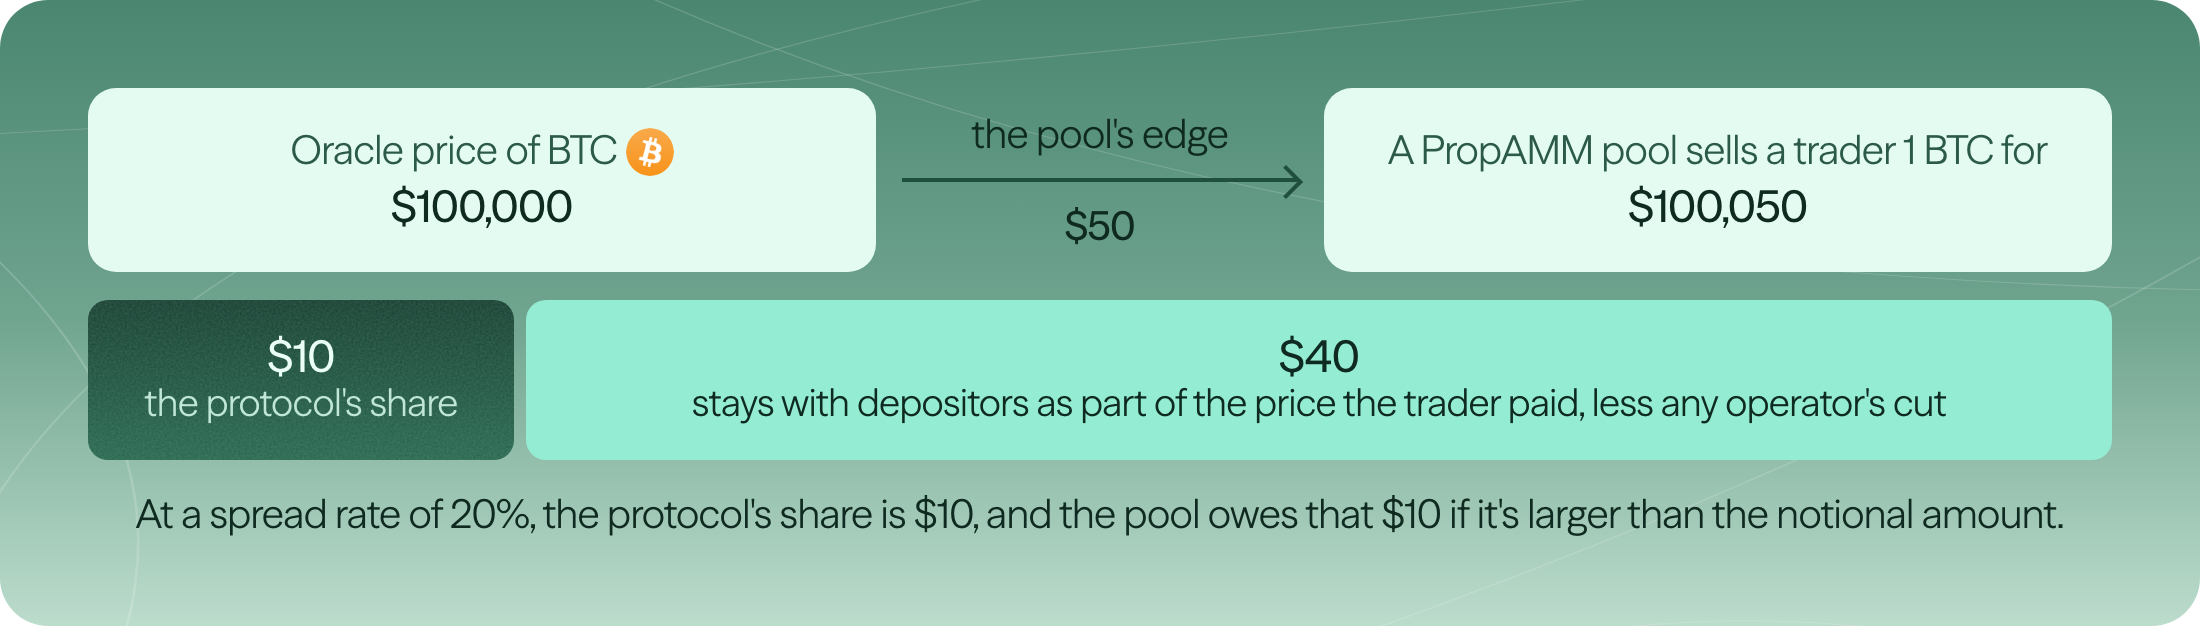 Oracle price of BTC
$100,000
the pool's edge
$50
A PropAMM pool sells a trader 1 BTC for
$100,050
$10
the protocol's share
$40
stays with depositors as part of the price the trader paid, less any operator's cut
At a spread rate of 20%, the protocol's share is $10, and the pool owes that $10 if it's larger than the notional amount.